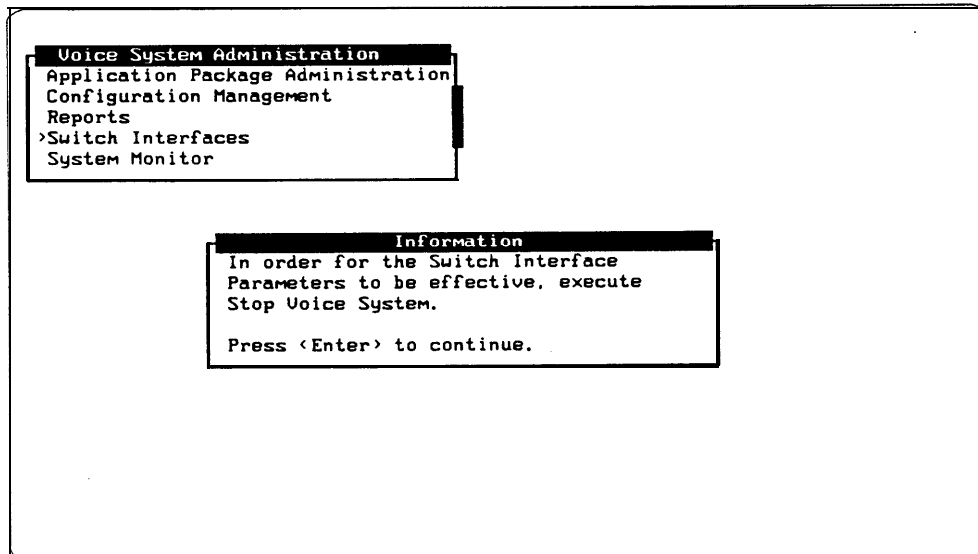 Voice System Administration
Application Package Administration
Configuration Management
Reports
>Switch Interfaces
System Monitor
Information
In order for the Switch Interface
Parameters to be effective, execute
Stop Voice System.
Press <Enter> to continue.